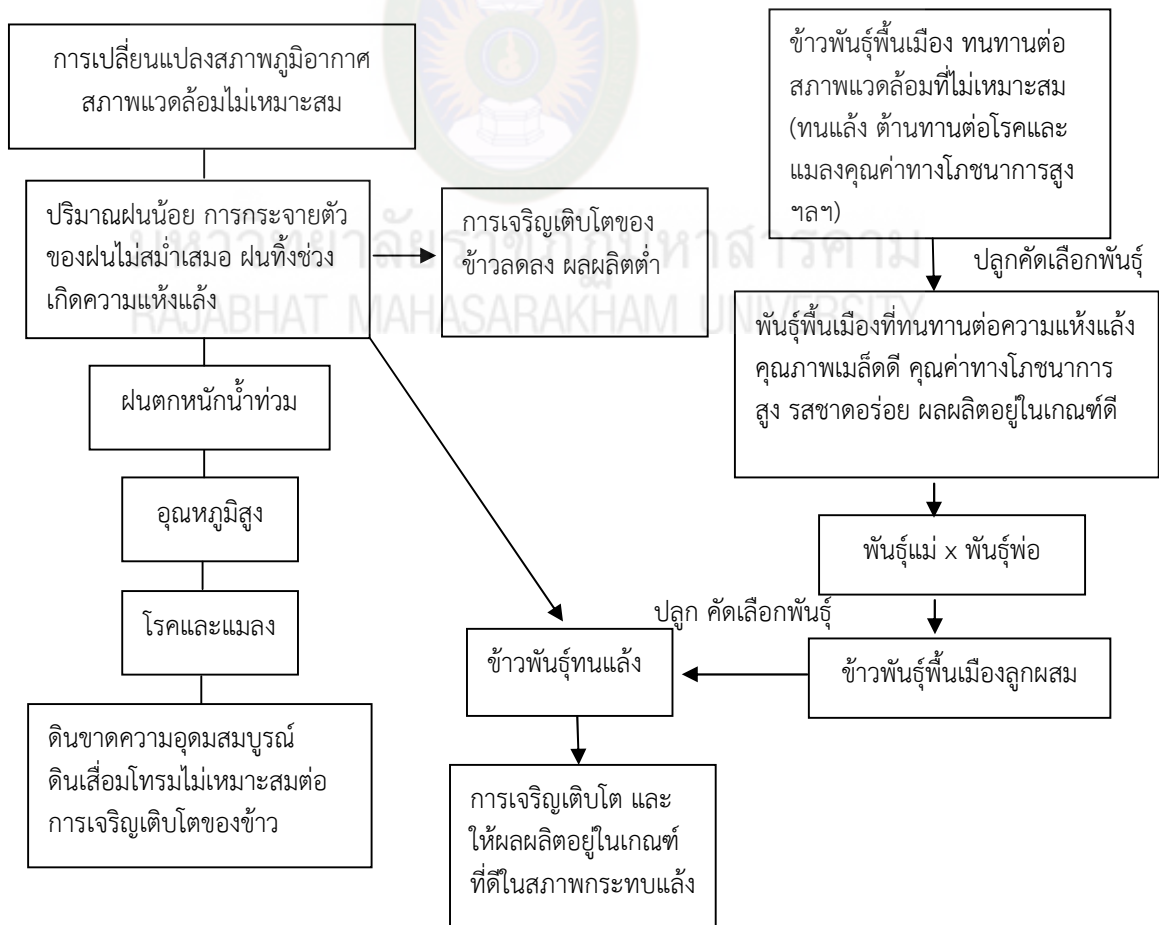 การเปลี่ยนแปลงสภาพภูมิอากาศ
สภาพแวดล้อมไม่เหมาะสม
ปริมาณฝนน้อย การกระจายตัว
ของฝนไม่สม่ำเสมอ ฝนทิ้งช่วง
เกิดความแห้งแล้ง
การเจริญเติบโตของ
ข้าวลดลง ผลผลิตต่ำ
ฝนตกหนักน้ำท่วม
อุณหภูมิสูง
โรคและแมลง
ดินขาดความอุดมสมบูรณ์
ดินเสื่อมโทรมไม่เหมาะสมต่อ
การเจริญเติบโตของข้าว
ข้าวพันธุ์พื้นเมือง ทนทานต่อ
สภาพแวดล้อมที่ไม่เหมาะสม
(ทนแล้ง ต้านทานต่อโรคและ
แมลงคุณค่าทางโภชนาการสูง
ฯลฯ)
ปลูกคัดเลือกพันธุ์
พันธุ์พื้นเมืองที่ทนทานต่อความแห้งแล้ง
คุณภาพเมล็ดดี คุณค่าทางโภชนาการ
สูง รสชาดอร่อย ผลผลิตอยู่ในเกณฑ์ดี
พันธุ์แม่ x พันธุ์พ่อ
ข้าวพันธุ์พื้นเมืองลูกผสม
ปลูก คัดเลือกพันธุ์
ข้าวพันธุ์ทนแล้ง
การเจริญเติบโต และ
ให้ผลผลิตอยู่ในเกณฑ์
ที่ดีในสภาพกระทบแล้ง
มหาวิทยาลัยราชภัฏมหาสารคาม
RAJABHAT MAHASARAKHAM UNIVERSITY